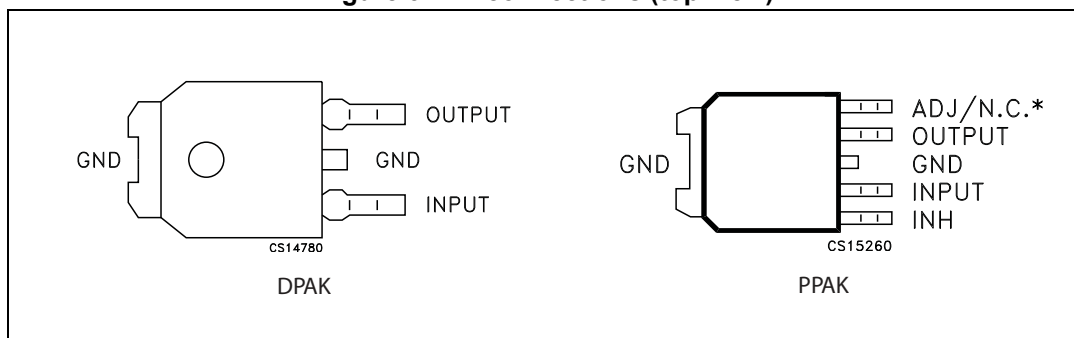 GND
OUTPUT
GND
INPUT
CS14780
DPAK
GND
ADJ/N.C.*
OUTPUT
GND
INPUT
INH
CS15260
PPAK